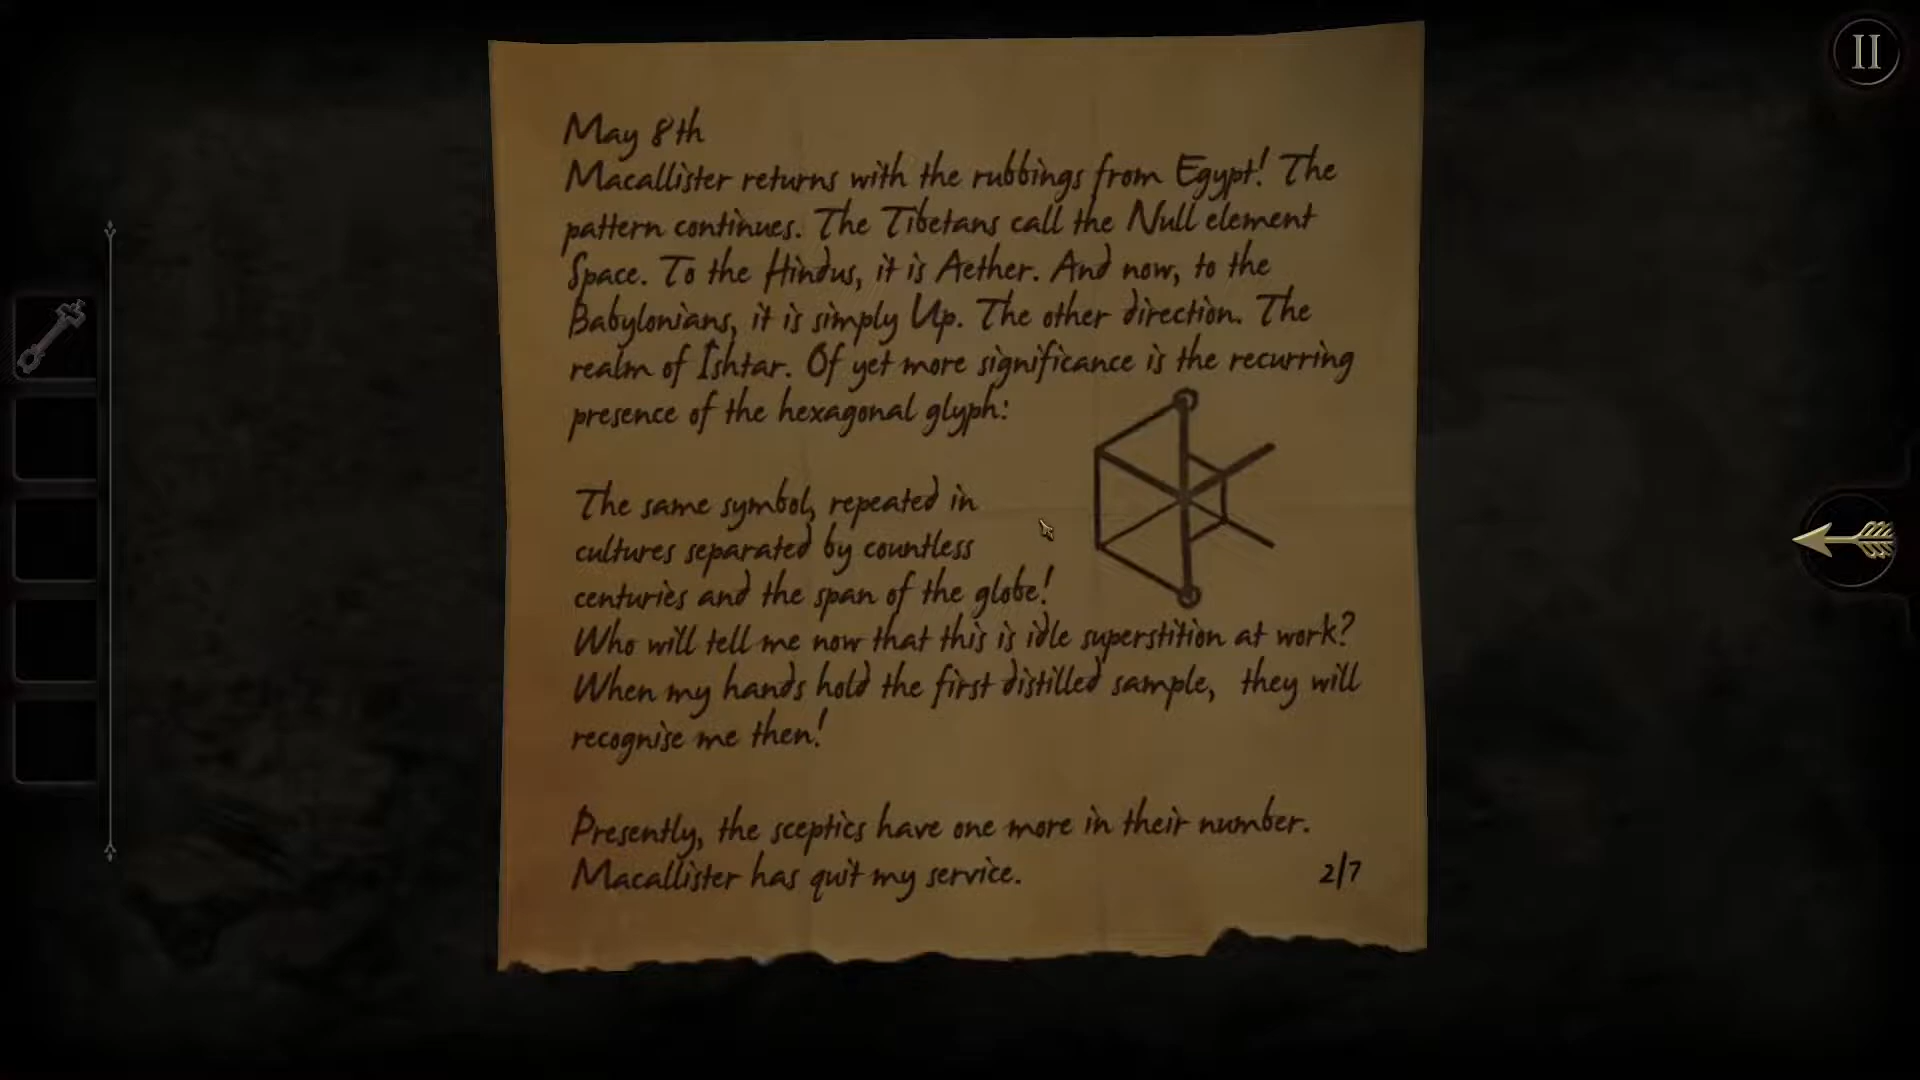 May 8th
Macallister returns with the rubbings from Egypt! The
pattern continues. The Tibetans call the Null element
Space. To the Hindus, it is Aether. And now, to the
Babylonians, it is simply Up. The other direction. The
realm of Ishtar. Of yet more significance is the recurring
presence of the hexagonal glyph:
The same symbol, repeated in
cultures separated by countless
centuries and the span of the globe!
Who will tell me now that this is idle superstition at work?
When my hands hold the first distilled sample, they will
recognise me then!
Presently, the sceptics have one more in their number.
Macallister has quit my service.
2/7